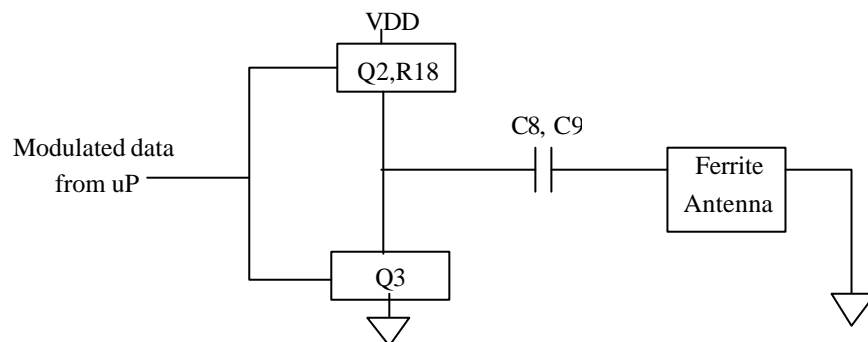 VDD
Q2,R18
C8, C9
Modulated data
from uP
Ferrite
Antenna
Q3